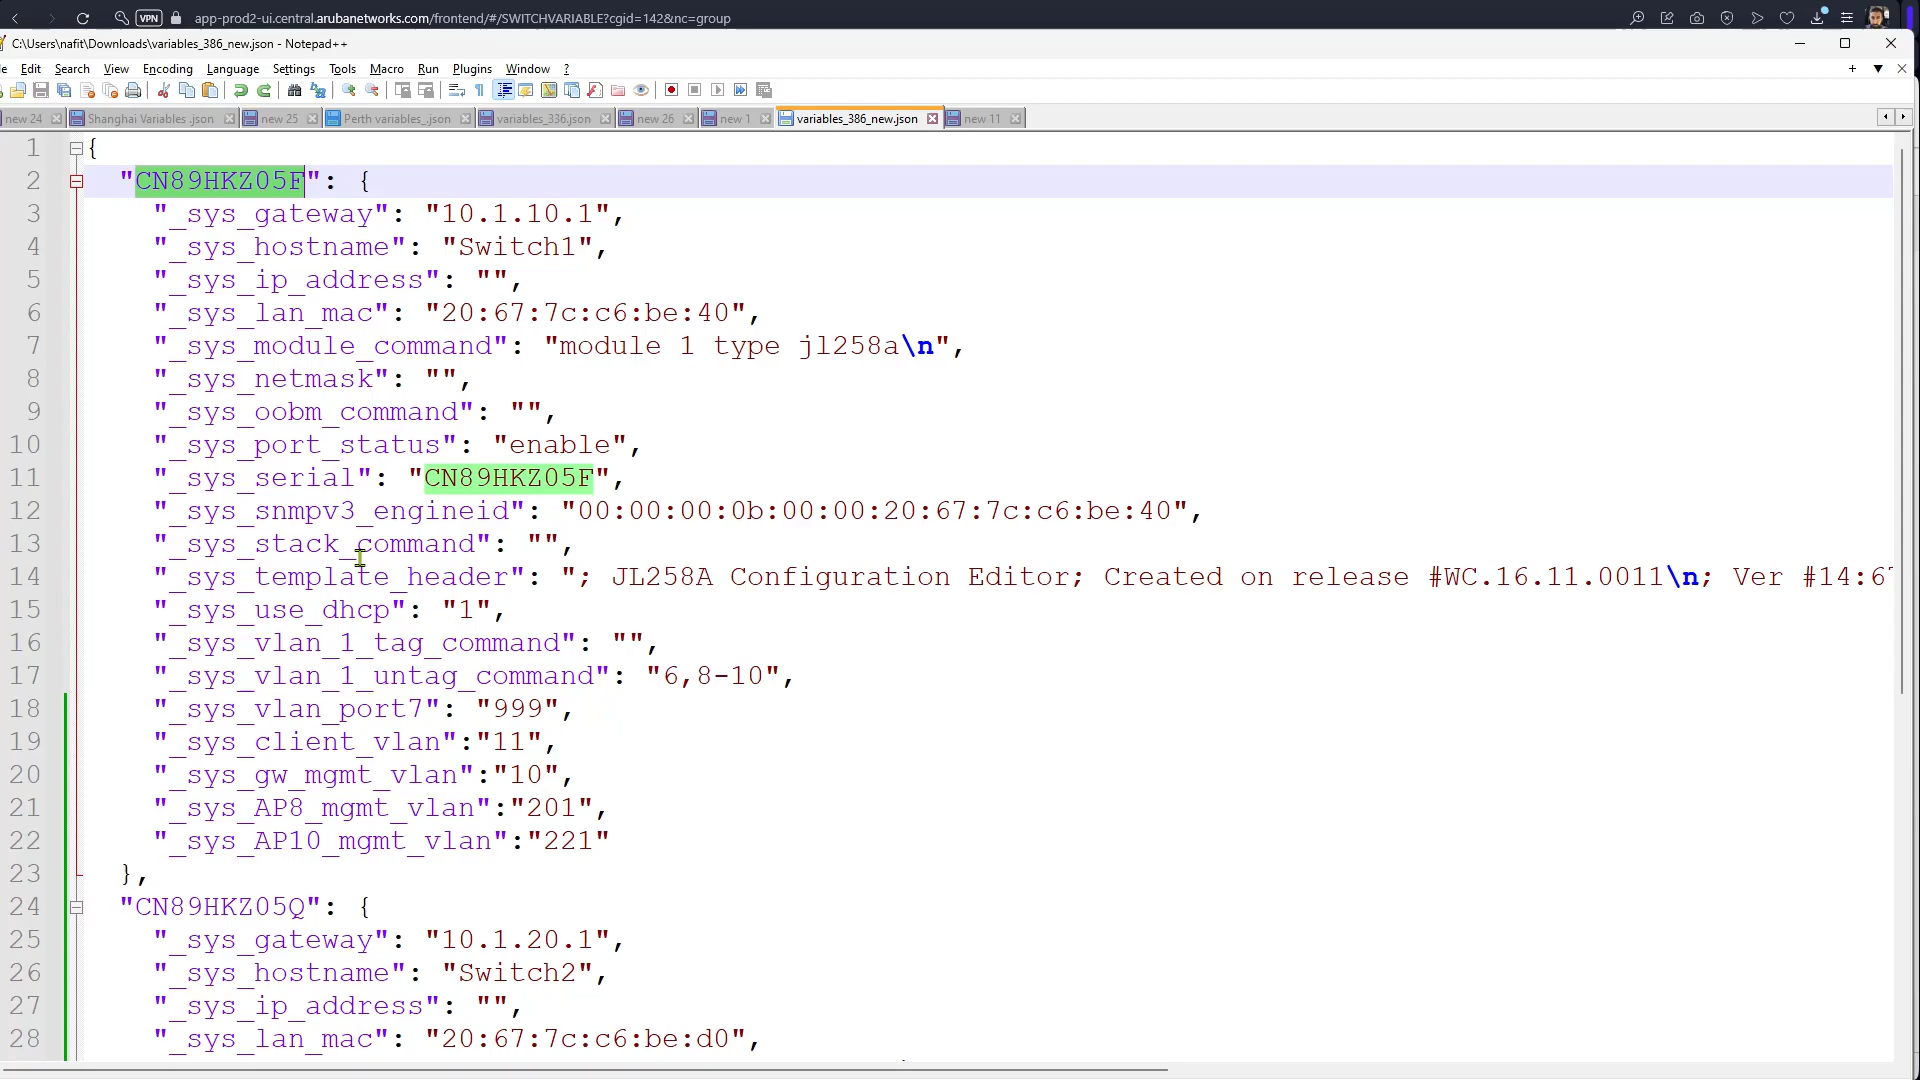 VPN app-prod2-ui.central.arubanetworks.com/frontend/#/SWITCHVARIABLE?cgid=142&nc=group
C:\Users\nafit\Downloads\variables_386_new.json - Notepad++
Edit Search View Encoding Language Settings Tools Macro Run Plugins Window ?
new 24 Shanghai Variables .json new 25 Perth variables_.json variables_336.json new 26 new 1 variables_386_new.json new 11
1 {
2 "CN89HKZ05F": {
3 "_sys_gateway": "10.1.10.1",
4 "_sys_hostname": "Switch1",
5 "_sys_ip_address": "",
6 "_sys_lan_mac": "20:67:7c:c6:be:40",
7 "_sys_module_command": "module 1 type jl258a\n",
8 "_sys_netmask": "",
9 "_sys_oobm_command": "",
10 "_sys_port_status": "enable",
11 "_sys_serial": "CN89HKZ05F",
12 "_sys_snmpv3_engineid": "00:00:00:0b:00:00:20:67:7c:c6:be:40",
13 "_sys_stack_command": "",
14 "_sys_template_header": "; JL258A Configuration Editor; Created on release #WC.16.11.0011\n; Ver #14:67
15 "_sys_use_dhcp": "1",
16 "_sys_vlan_1_tag_command": "",
17 "_sys_vlan_1_untag_command": "6,8-10",
18 "_sys_vlan_port7": "999",
19 "_sys_client_vlan":"11",
20 "_sys_gw_mgmt_vlan":"10",
21 "_sys_AP8_mgmt_vlan":"201",
22 "_sys_AP10_mgmt_vlan":"221"
23 },
24 "CN89HKZ05Q": {
25 "_sys_gateway": "10.1.20.1",
26 "_sys_hostname": "Switch2",
27 "_sys_ip_address": "",
28 "_sys_lan_mac": "20:67:7c:c6:be:d0",